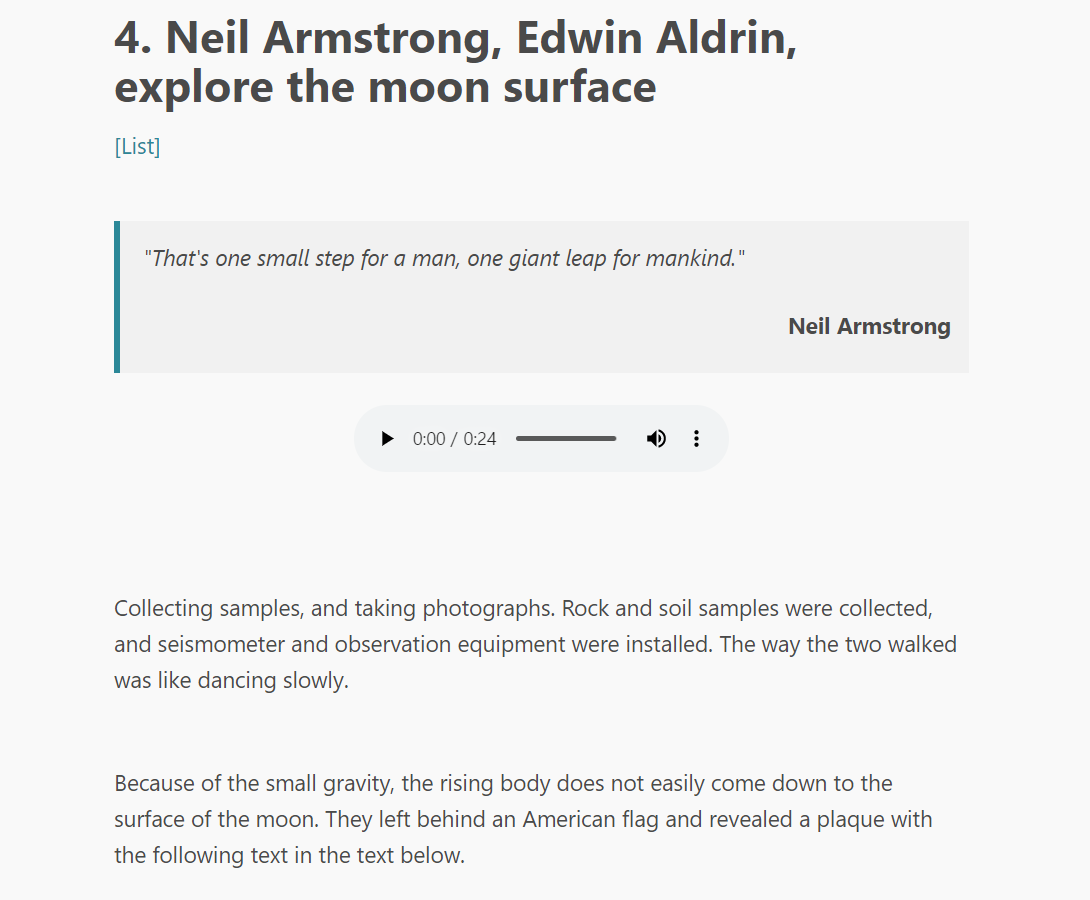 4. Neil Armstrong, Edwin Aldrin,
explore the moon surface
[List]
"That's one small step for a man, one giant leap for mankind."
Neil Armstrong
0:00 / 0:24
Collecting samples, and taking photographs. Rock and soil samples were collected,
and seismometer and observation equipment were installed. The way the two walked
was like dancing slowly.
Because of the small gravity, the rising body does not easily come down to the
surface of the moon. They left behind an American flag and revealed a plaque with
the following text in the text below.